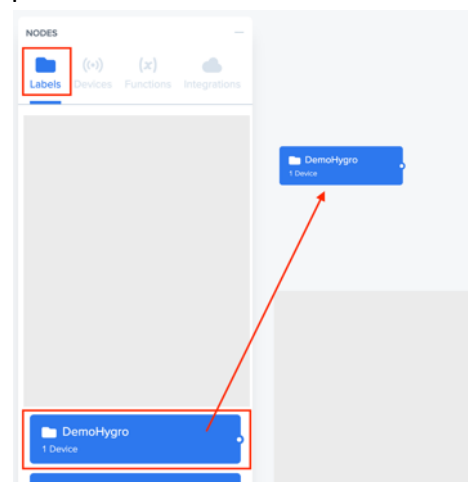 NODES
Labels Devices Functions Integrations
DemoHygro
1 Device
DemoHygro
1 Device